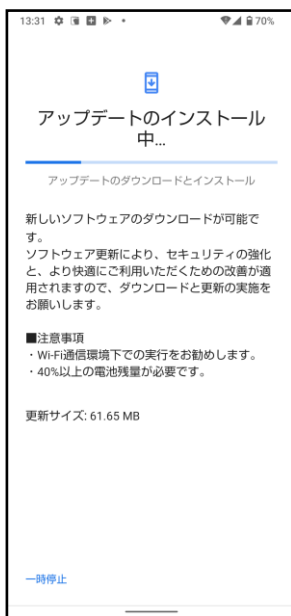 13:31 70%
アップデートのインストール
中...
アップデートのダウンロードとインストール
新しいソフトウェアのダウンロードが可能で
す。
ソフトウェア更新により、セキュリティの強化
と、より快適にご利用いただくための改善が適
用されますので、ダウンロードと更新の実施を
お願いします。
■注意事項
・Wi-Fi通信環境下での実行をお勧めします。
・40%以上の電池残量が必要です。
更新サイズ: 61.65 MB
一時停止